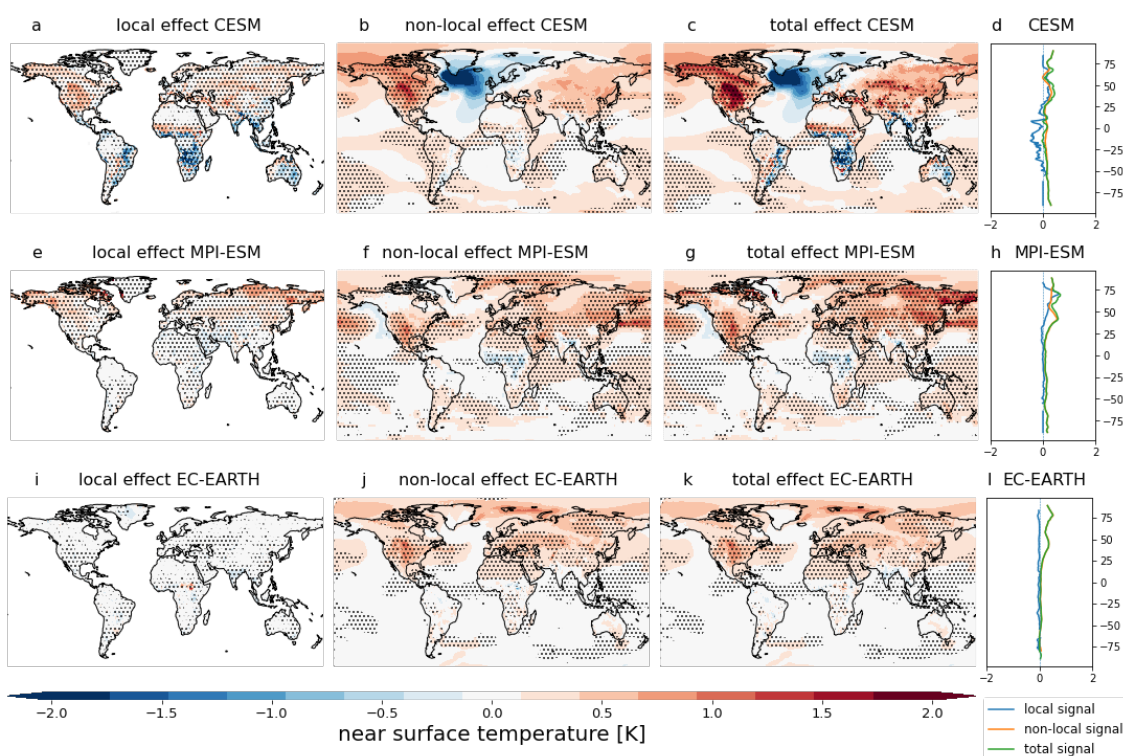 a local effect CESM
b non-local effect CESM
c total effect CESM
d CESM
75
50
25
0
−25
−50
−75
−2 0 2
e local effect MPI-ESM
f non-local effect MPI-ESM
g total effect MPI-ESM
h MPI-ESM
75
50
25
0
−25
−50
−75
−2 0 2
i local effect EC-EARTH
j non-local effect EC-EARTH
k total effect EC-EARTH
l EC-EARTH
75
50
25
0
−25
−50
−75
−2 0 2
−2.0 −1.5 −1.0 −0.5 0.0 0.5 1.0 1.5 2.0
near surface temperature [K]
local signal
non-local signal
total signal